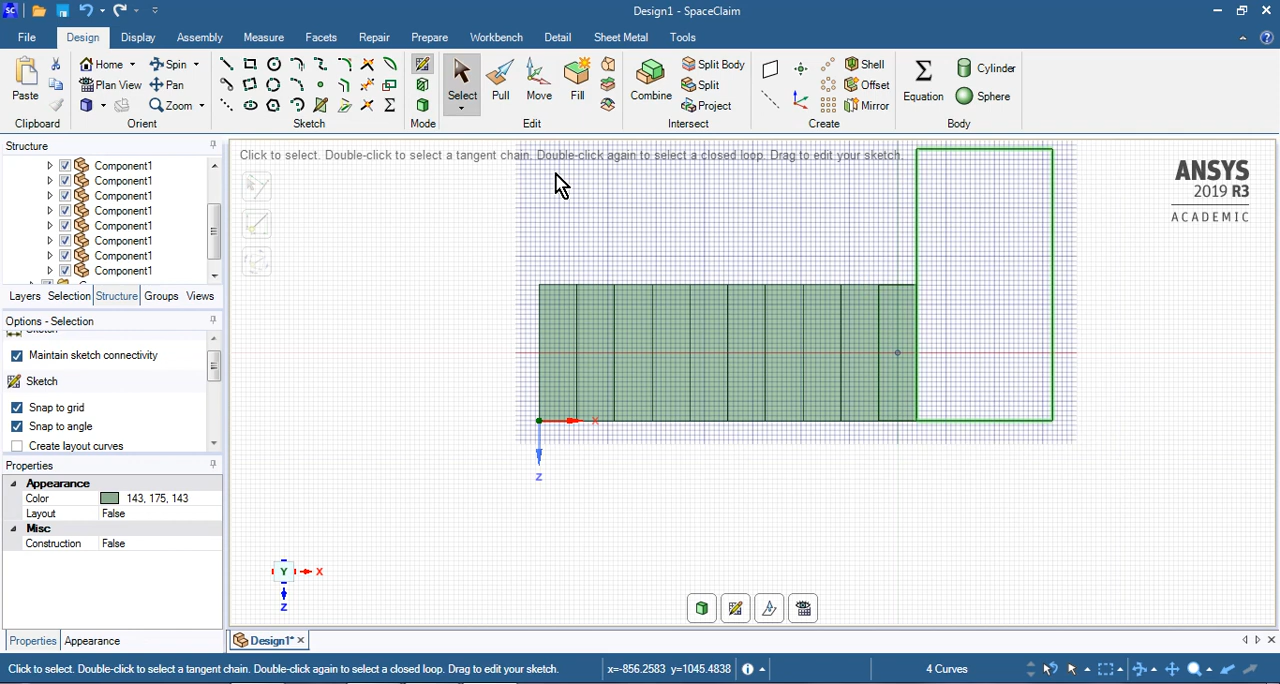 SC Design1 - SpaceClaim
File Design Display Assembly Measure Facets Repair Prepare Workbench Detail Sheet Metal Tools
Paste Home Spin Plan View Pan Zoom
Select Pull Move Fill
Combine Split Body Split Project
Shell Offset Mirror
Equation Cylinder Sphere
Clipboard Orient Sketch Mode Edit Intersect Create Body
Structure
Component1
Component1
Component1
Component1
Component1
Component1
Component1
Component1
Layers Selection Structure Groups Views
Options - Selection
Sketch
Maintain sketch connectivity
Sketch
Snap to grid
Snap to angle
Create layout curves
Properties
Appearance
Color 143, 175, 143
Layout False
Misc
Construction False
Properties Appearance
Click to select. Double-click to select a tangent chain. Double-click again to select a closed loop. Drag to edit your sketch.
ANSYS
2019 R3
ACADEMIC
X
Z
Y X
Z
Design1*
Click to select. Double-click to select a tangent chain. Double-click again to select a closed loop. Drag to edit your sketch. x=-856.2583 y=1045.4838 4 Curves